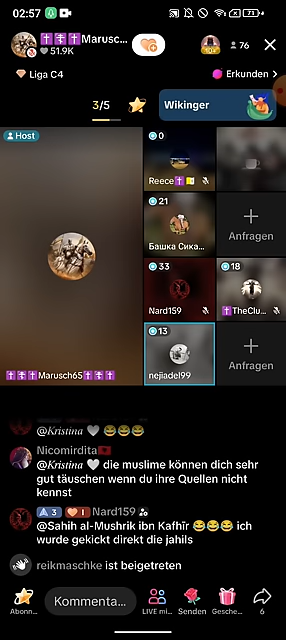 02:57
71
✝️☦️✝️Marusc...
51.9K
76
Liga C4
Erkunden
3/5
Wikinger
Host
0
Reece✝️🇻🇦
21
Башка Сика...
Anfragen
33
Nard159
18
✝️TheClu...
✝️✝️✝️Marusch65✝️✝️✝️
13
nejiadel99
Anfragen
@Kristina 🤍 😂😂😂
Nicomirdita🇦🇱
@Kristina 🤍 die muslime können dich sehr
gut täuschen wenn du ihre Quellen nicht
kennst
3 1 Nard159
@Sahih al-Mushrik ibn Kafhîr 😂😂😂 ich
wurde gekickt direkt die jahils
reikmaschke ist beigetreten
Kommenta...
Abonn...
LIVE mi...
Senden
Gesche...
6